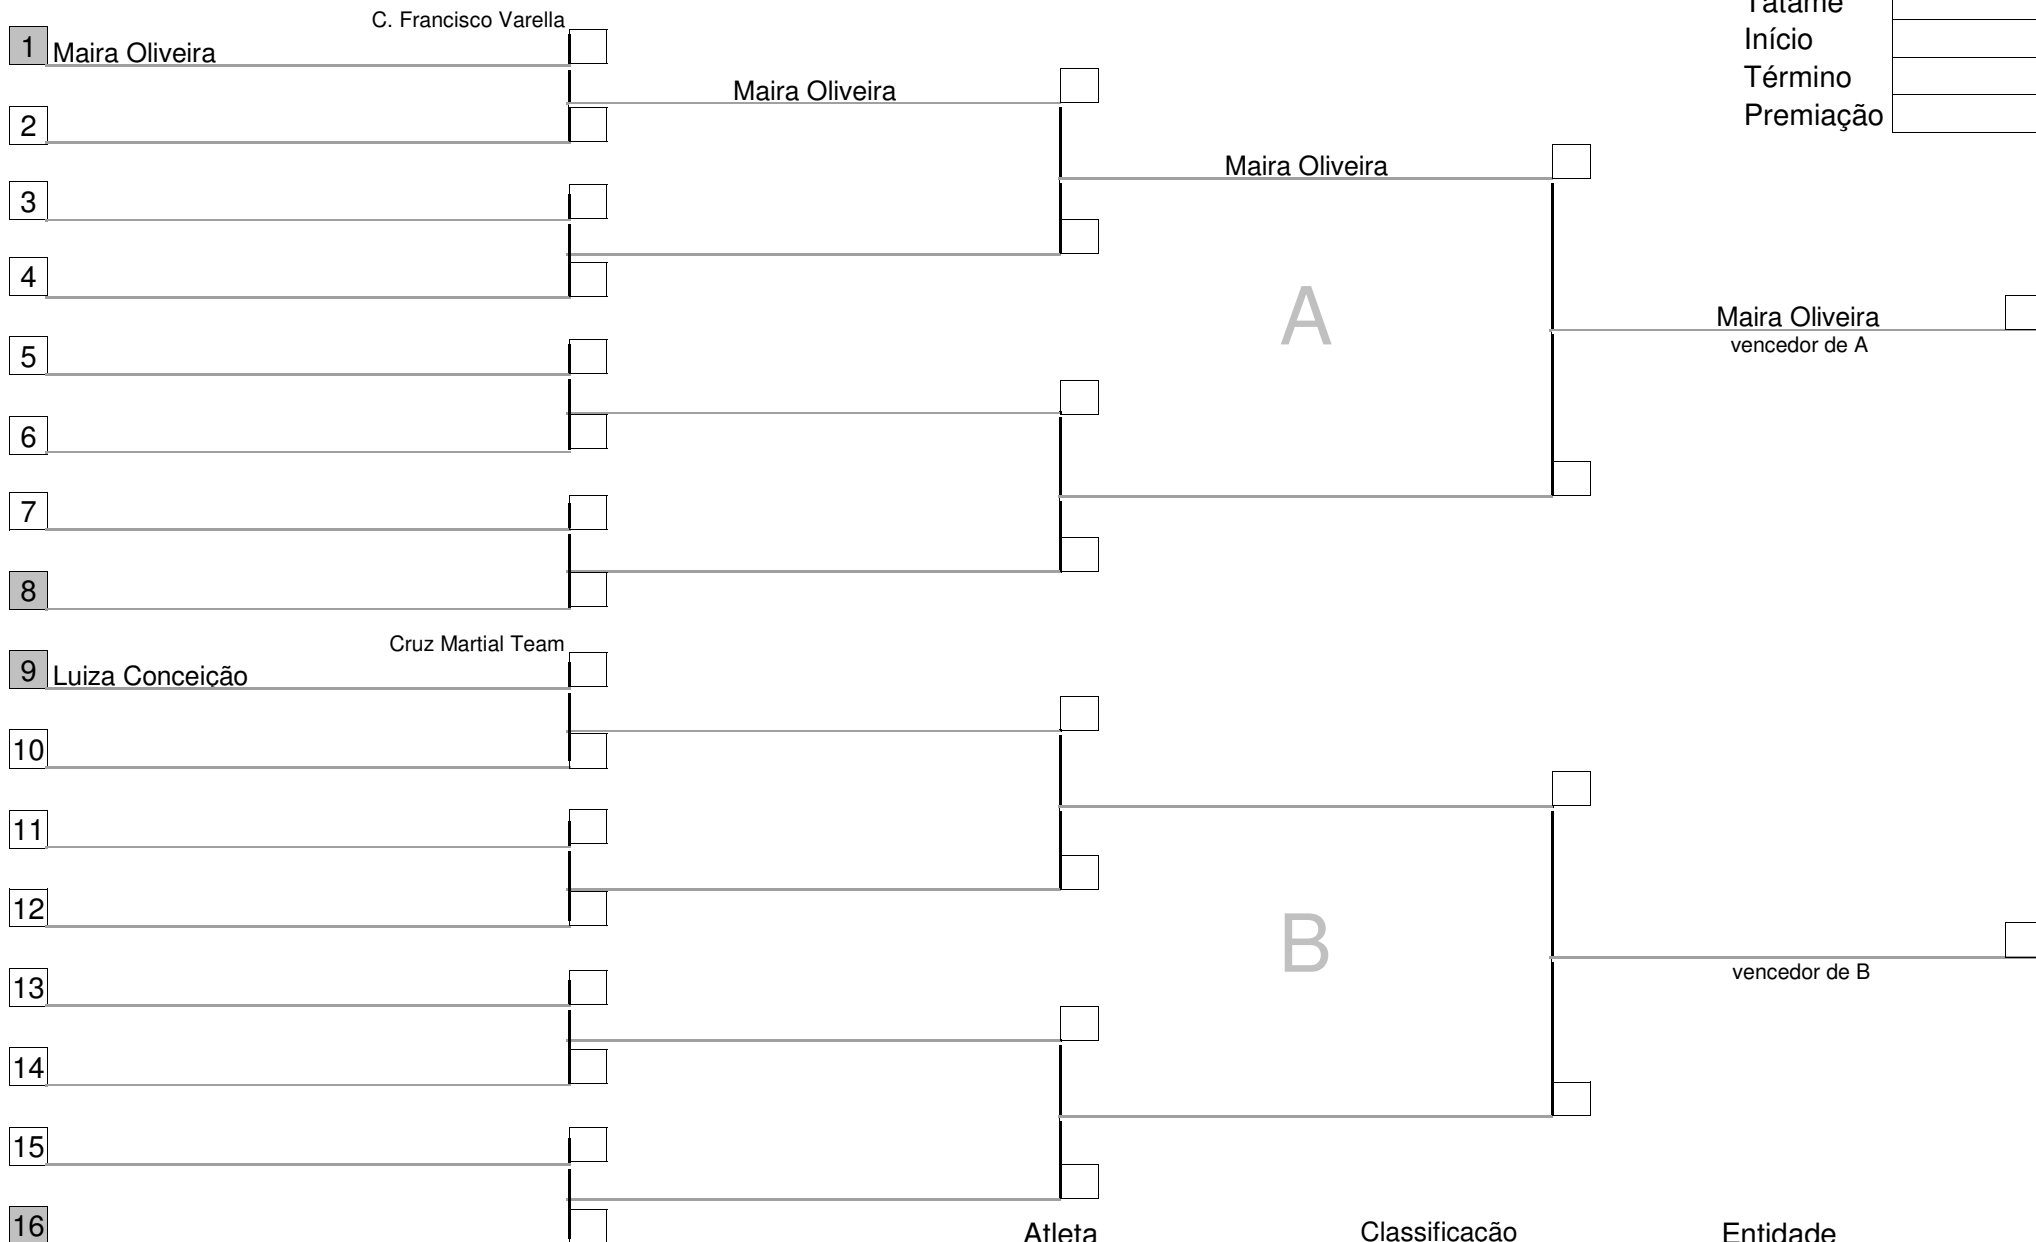 Tatame
Início
Término
Premiação
C. Francisco Varella
1 Maira Oliveira
Maira Oliveira
2
Maira Oliveira
3
4
A
Maira Oliveira
vencedor de A
5
6
7
8
Cruz Martial Team
9 Luiza Conceição
10
11
12
B
vencedor de B
13
14
15
16
Atleta Classificação Entidade